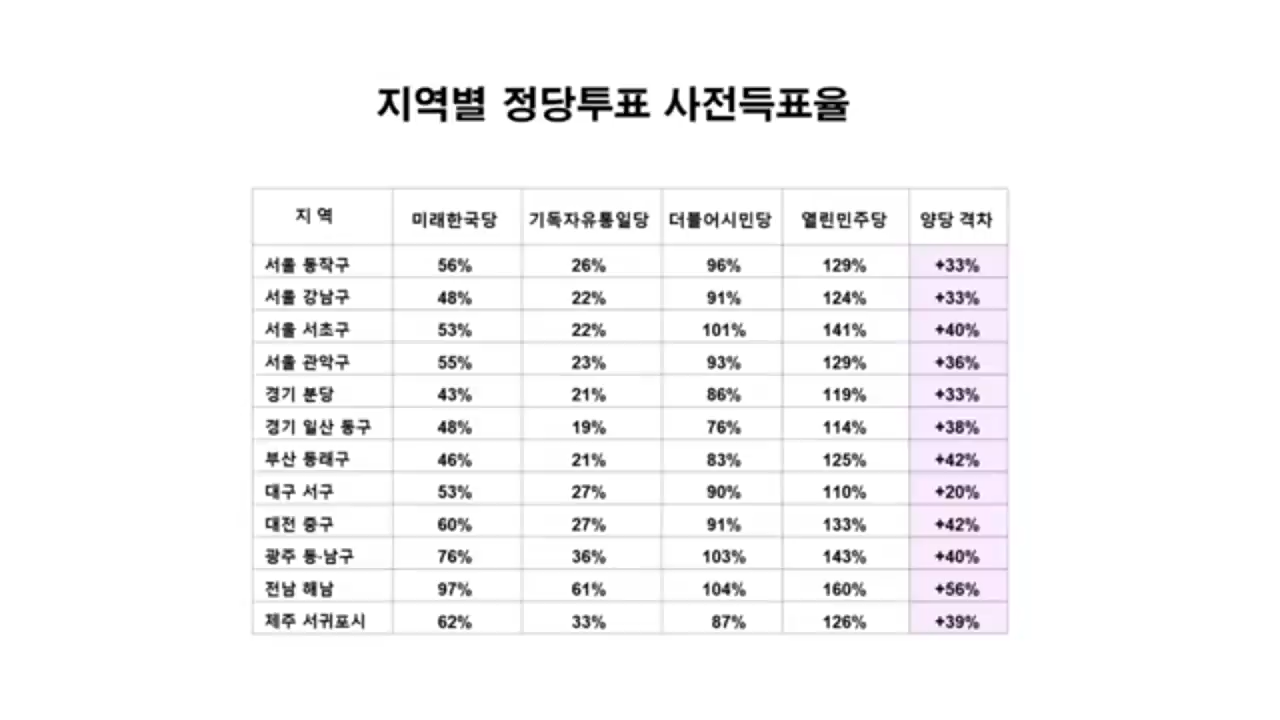 지역별 정당투표 사전득표율
지 역 미래한국당 기독자유통일당 더불어시민당 열린민주당 양당 격차
서울 동작구 56% 26% 96% 129% +33%
서울 강남구 48% 22% 91% 124% +33%
서울 서초구 53% 22% 101% 141% +40%
서울 관악구 55% 23% 93% 129% +36%
경기 분당 43% 21% 86% 119% +33%
경기 일산 동구 48% 19% 76% 114% +38%
부산 동래구 46% 21% 83% 125% +42%
대구 서구 53% 27% 90% 110% +20%
대전 중구 60% 27% 91% 133% +42%
광주 동·남구 76% 36% 103% 143% +40%
전남 해남 97% 61% 104% 160% +56%
제주 서귀포시 62% 33% 87% 126% +39%